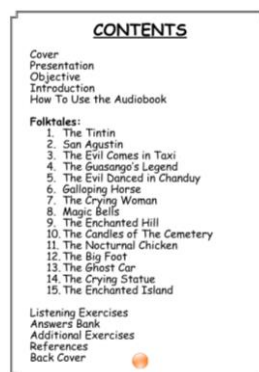 CONTENTS
Cover
Presentation
Objective
Introduction
How To Use the Audiobook
Folktales:
1. The Tintin
2. San Agustin
3. The Evil Comes in Taxi
4. The Guasango's Legend
5. The Evil Danced in Chanduy
6. Galloping Horse
7. The Crying Woman
8. Magic Bells
9. The Enchanted Hill
10. The Candles of The Cemetery
11. The Nocturnal Chicken
12. The Big Foot
13. The Ghost Car
14. The Crying Statue
15. The Enchanted Island
Listening Exercises
Answers Bank
Additional Exercises
References
Back Cover